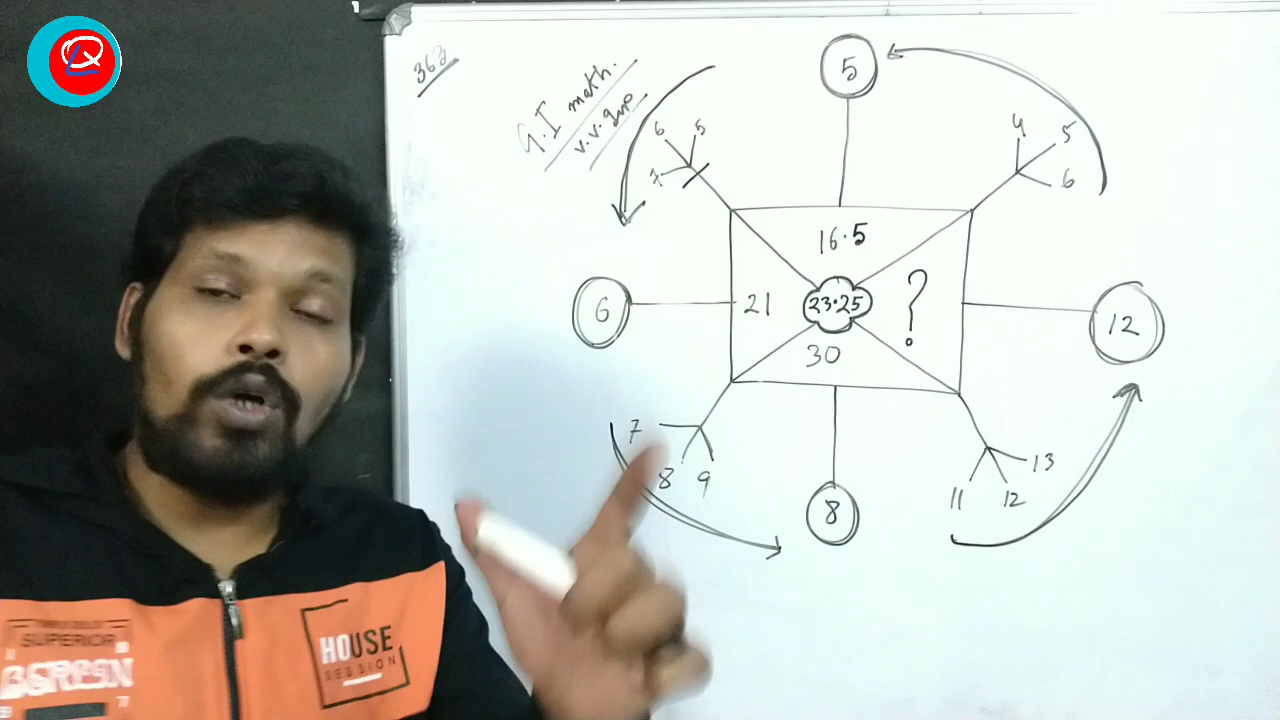 363
G.I math.
v.v. Imp
5
6 5
7
4
5
6
16.5
6
21
23.25
?
12
30
7
8 9
8
11 12 13
HOUSE
SESSION
SUPERIOR